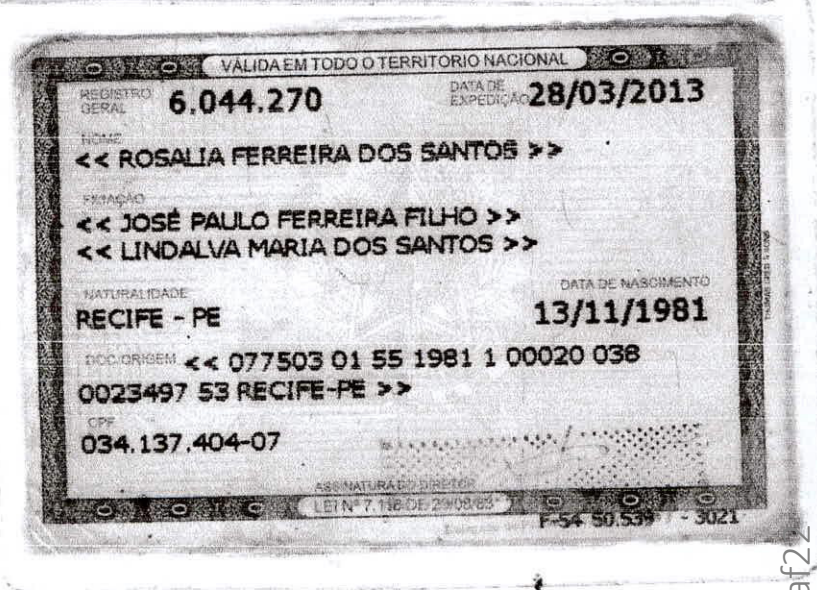 VÁLIDA EM TODO O TERRITORIO NACIONAL
REGISTRO GERAL 6.044.270 DATA DE EXPEDIÇÃO 28/03/2013
NOME
<< ROSALIA FERREIRA DOS SANTOS >>
FILIAÇÃO
<< JOSÉ PAULO FERREIRA FILHO >>
<< LINDALVA MARIA DOS SANTOS >>
NATURALIDADE DATA DE NASCIMENTO
RECIFE - PE 13/11/1981
DOC ORIGEM << 077503 01 55 1981 1 00020 038
0023497 53 RECIFE-PE >>
CPF
034.137.404-07
ASSINATURA DO DIRETOR
LEI Nº 7.116 DE 29/08/83
- 3021
af22